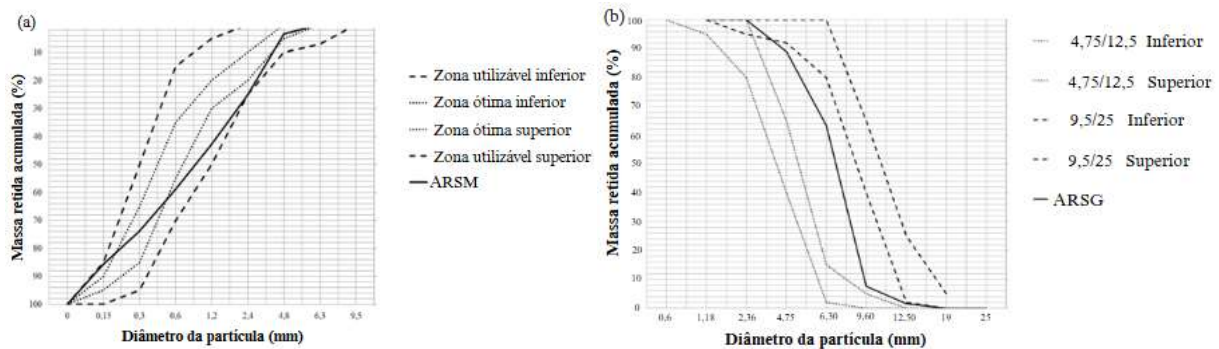 (a)
Massa retida acumulada (%)
10
20
30
40
50
60
70
80
90
100
0
0,15
0,3
0,6
1,2
2,4
4,8
6,3
9,5
Diâmetro da partícula (mm)
Zona utilizável inferior
Zona ótima inferior
Zona ótima superior
Zona utilizável superior
ARSM
(b)
Massa retida acumulada (%)
100
90
80
70
60
50
40
30
20
10
0
0,6
1,18
2,36
4,75
6,30
9,60
12.50
19
25
Diâmetro da partícula (mm)
4,75/12,5 Inferior
4,75/12,5 Superior
9,5/25 Inferior
9,5/25 Superior
ARSG